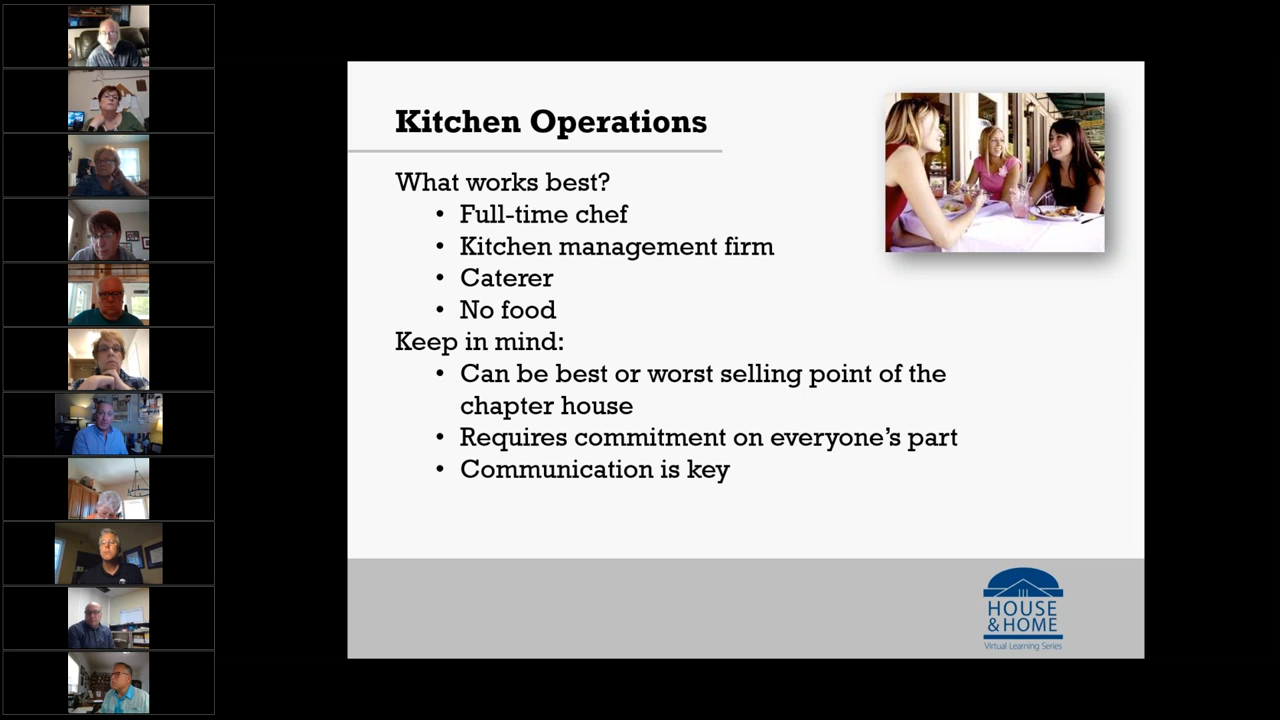 Kitchen Operations
What works best?
• Full-time chef
• Kitchen management firm
• Caterer
• No food
Keep in mind:
• Can be best or worst selling point of the
chapter house
• Requires commitment on everyone’s part
• Communication is key
HOUSE
& HOME
Virtual Learning Series